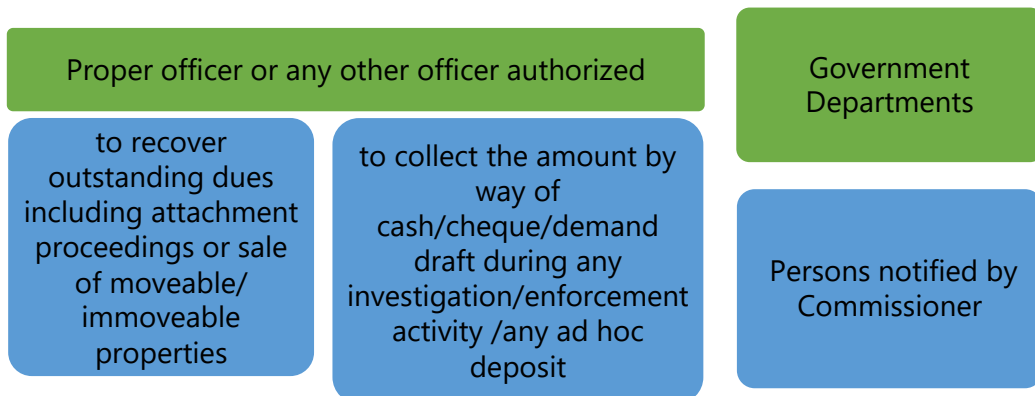 Proper officer or any other officer authorized
to recover
outstanding dues
including attachment
proceedings or sale
of moveable/
immoveable
properties
to collect the amount by
way of
cash/cheque/demand
draft during any
investigation/enforcement
activity /any ad hoc
deposit
Government
Departments
Persons notified by
Commissioner